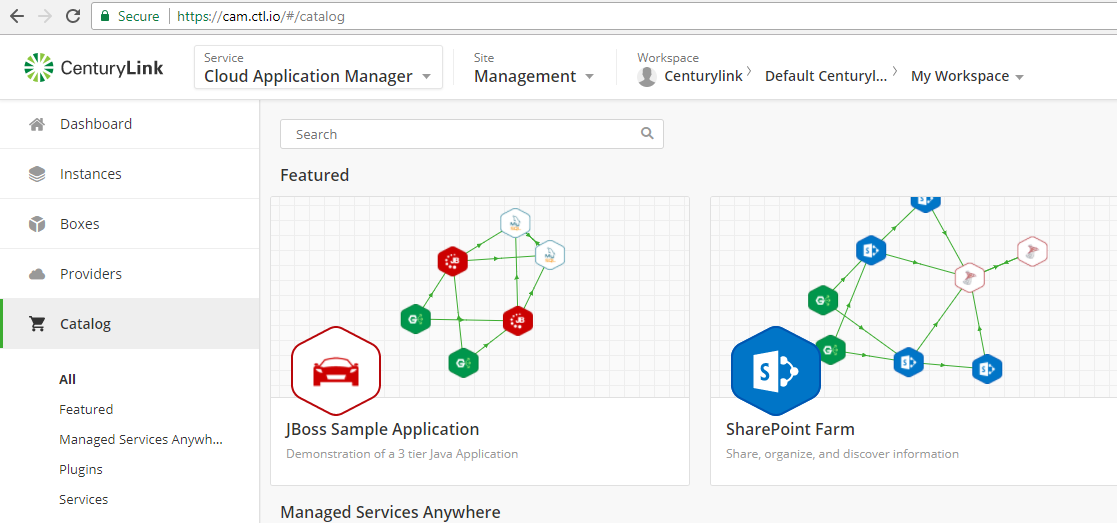 Secure https://cam.ctl.io/#/catalog
CenturyLink
Service
Cloud Application Manager
Site
Management
Workspace
Centurylink Default Centuryl... My Workspace
Dashboard
Instances
Boxes
Providers
Catalog
All
Featured
Managed Services Anywh...
Plugins
Services
Search
Featured
JBoss Sample Application
Demonstration of a 3 tier Java Application
S
SharePoint Farm
Share, organize, and discover information
Managed Services Anywhere